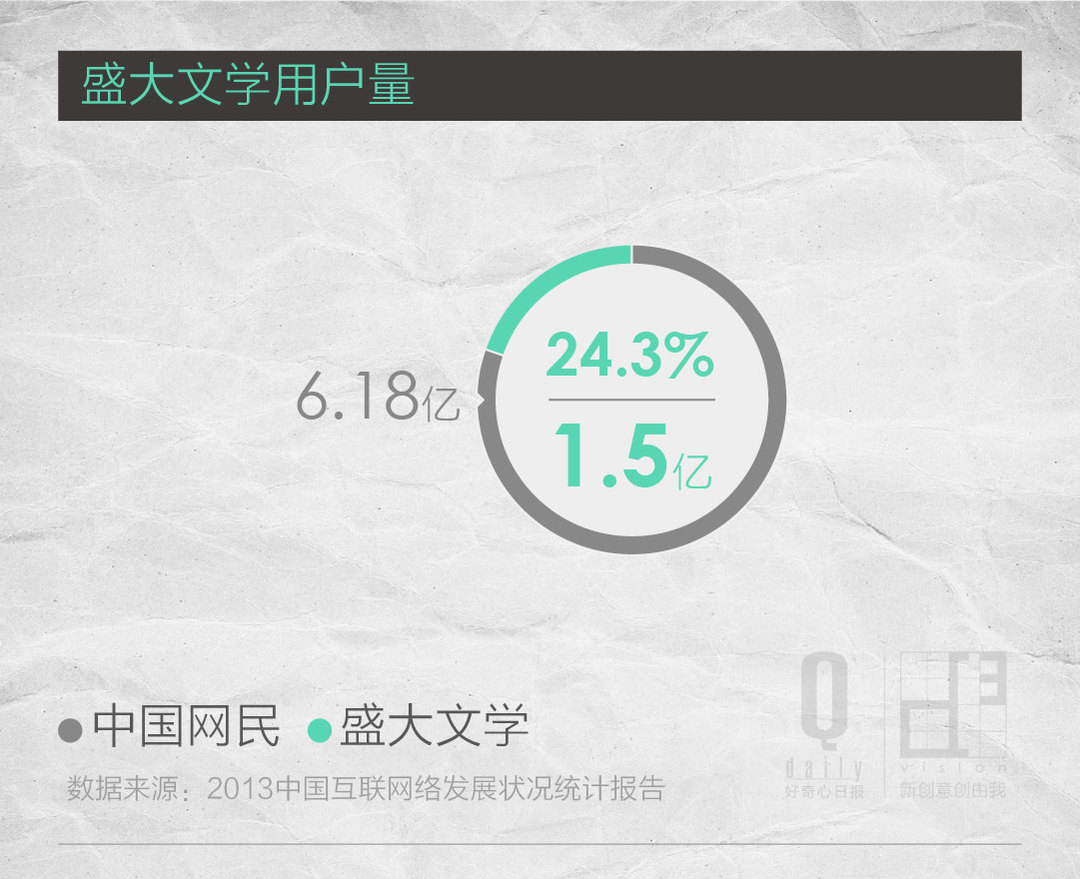 盛大文学用户量
24.3%
6.18亿
1.5亿
中国网民 盛大文学
数据来源：2013中国互联网络发展状况统计报告
Q
daily
好奇心日报
vision
新创意创由我